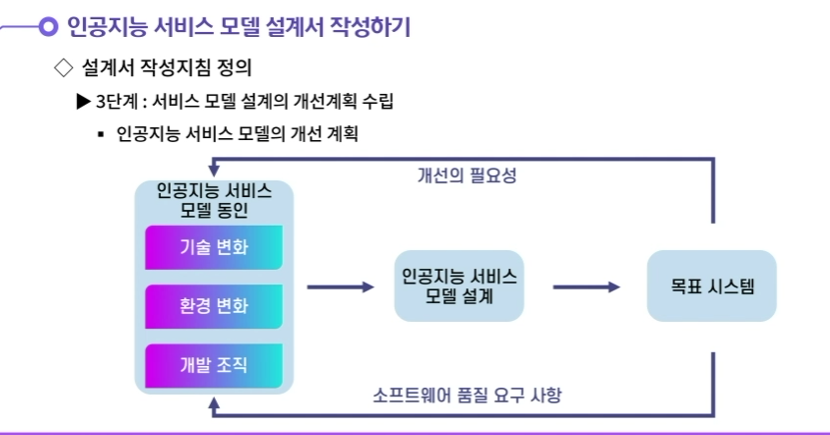 인공지능 서비스 모델 설계서 작성하기
◇ 설계서 작성지침 정의
▶ 3단계 : 서비스 모델 설계의 개선계획 수립
▪ 인공지능 서비스 모델의 개선 계획
개선의 필요성
인공지능 서비스
모델 동인
기술 변화
환경 변화
개발 조직
인공지능 서비스
모델 설계
목표 시스템
소프트웨어 품질 요구 사항